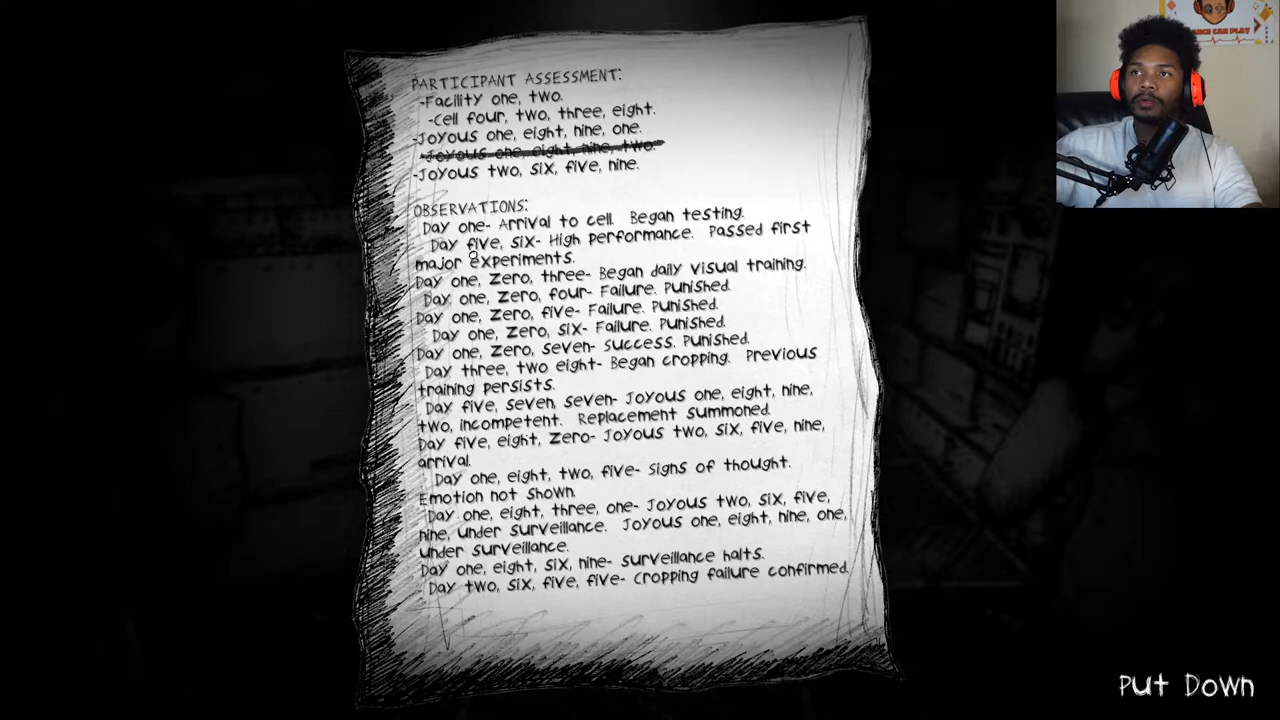 ANCE CAN PLAY
PARTICIPANT ASSESSMENT:
-Facility one, two.
-Cell four, two, three, eight.
-Joyous one, eight, nine, one.
-Joyous one, eight, nine, two.
-Joyous two, six, five, nine.
OBSERVATIONS:
Day one- Arrival to cell. Began testing.
Day five, six- High performance. Passed first
major experiments.
Day one, zero, three- Began daily visual training.
Day one, zero, four- Failure. Punished.
Day one, zero, five- Failure. Punished.
Day one, zero, six- Failure. Punished.
Day one, zero, seven- Success. Punished.
Day three, two eight- Began cropping. Previous
training persists.
Day five, seven, seven- Joyous one, eight, nine,
two, incompetent. Replacement summoned.
Day five, eight, zero- Joyous two, six, five, nine,
arrival.
Day one, eight, two, five- Signs of thought.
Emotion not shown.
Day one, eight, three, one- Joyous two, six, five,
nine, under surveillance. Joyous one, eight, nine, one,
under surveillance.
Day one, eight, six, nine- Surveillance halts.
Day two, six, five, five- Cropping failure confirmed.
Put Down